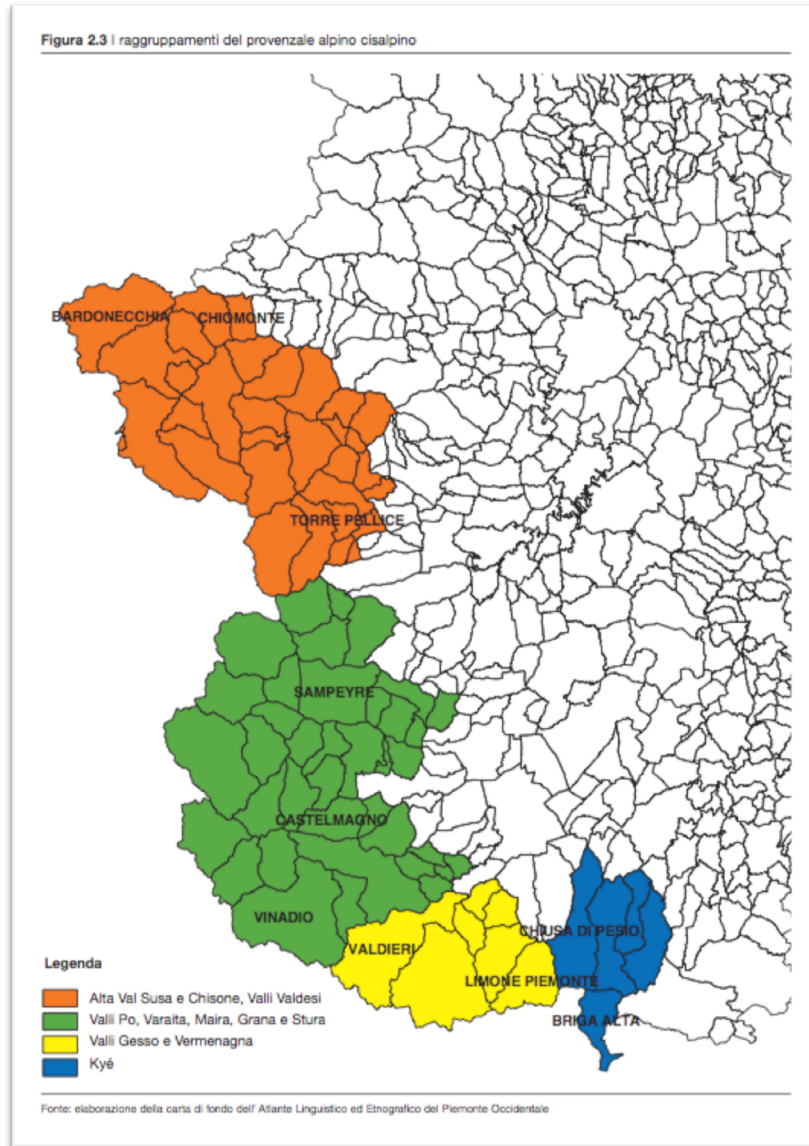 Figura 2.3 I raggruppamenti del provenzale alpino cisalpino
BARDONECCHIA
CHIOMONTE
TORRE PELLICE
SAMPEYRE
CASTELMAGNO
VINADIO
VALDIERI
CHIUSA DI PESIO
LIMONE PIEMONTE
BRIGA ALTA
Legenda
Alta Val Susa e Chisone, Valli Valdesi
Valli Po, Varaita, Maira, Grana e Stura
Valli Gesso e Vermenagna
Kyé
Fonte: elaborazione della carta di fondo dell' Atlante Linguistico ed Etnografico del Piemonte Occidentale